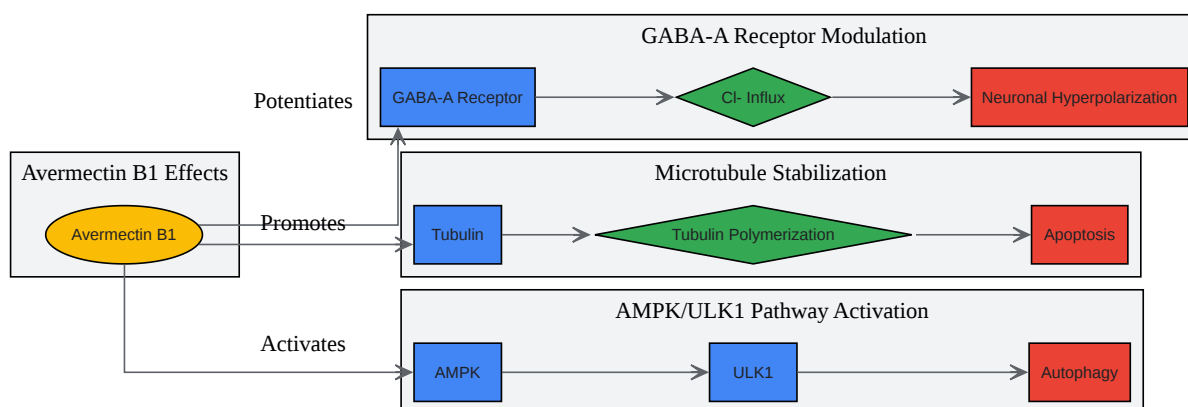 GABA-A Receptor Modulation
GABA-A Receptor
Cl- Influx
Neuronal Hyperpolarization
Potentiates
Avermectin B1 Effects
Avermectin B1
Promotes
Microtubule Stabilization
Tubulin
Tubulin Polymerization
Apoptosis
AMPK/ULK1 Pathway Activation
Activates
AMPK
ULK1
Autophagy